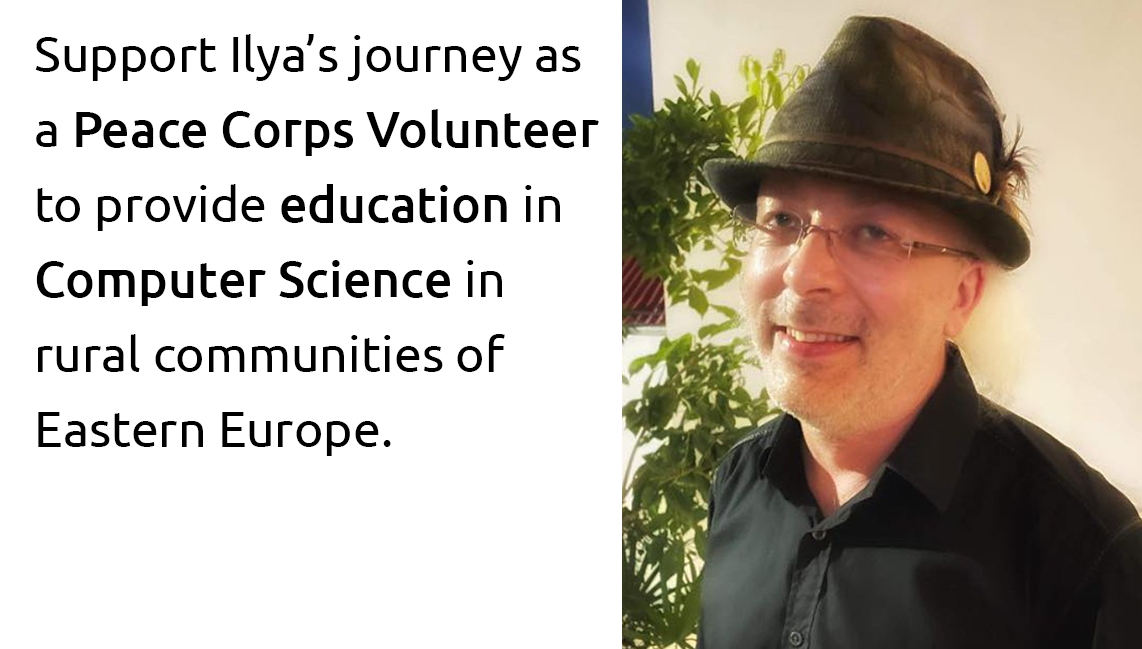 Support Ilya’s journey as
a Peace Corps Volunteer
to provide education in
Computer Science in
rural communities of
Eastern Europe.